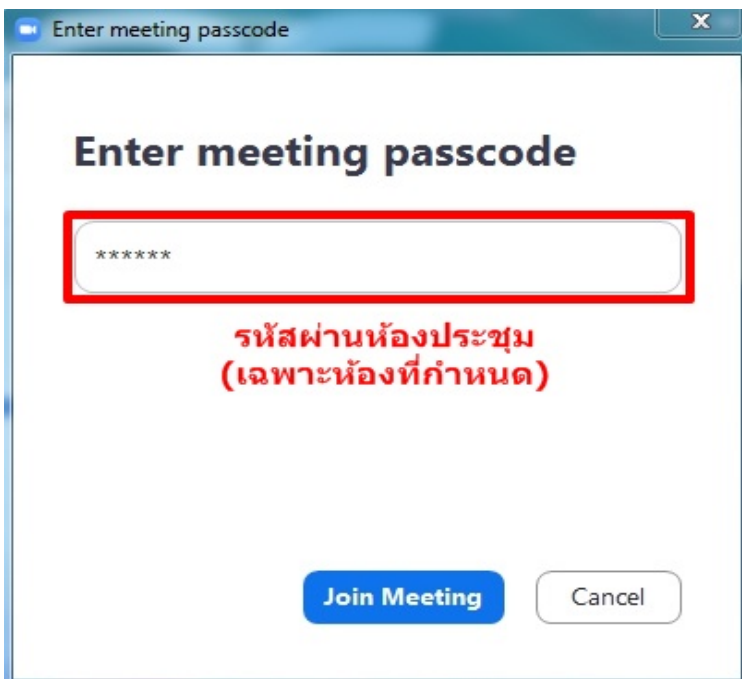 Enter meeting passcode
Enter meeting passcode
******
รหัสผ่านห้องประชุม
(เฉพาะห้องที่กำหนด)
Join Meeting
Cancel